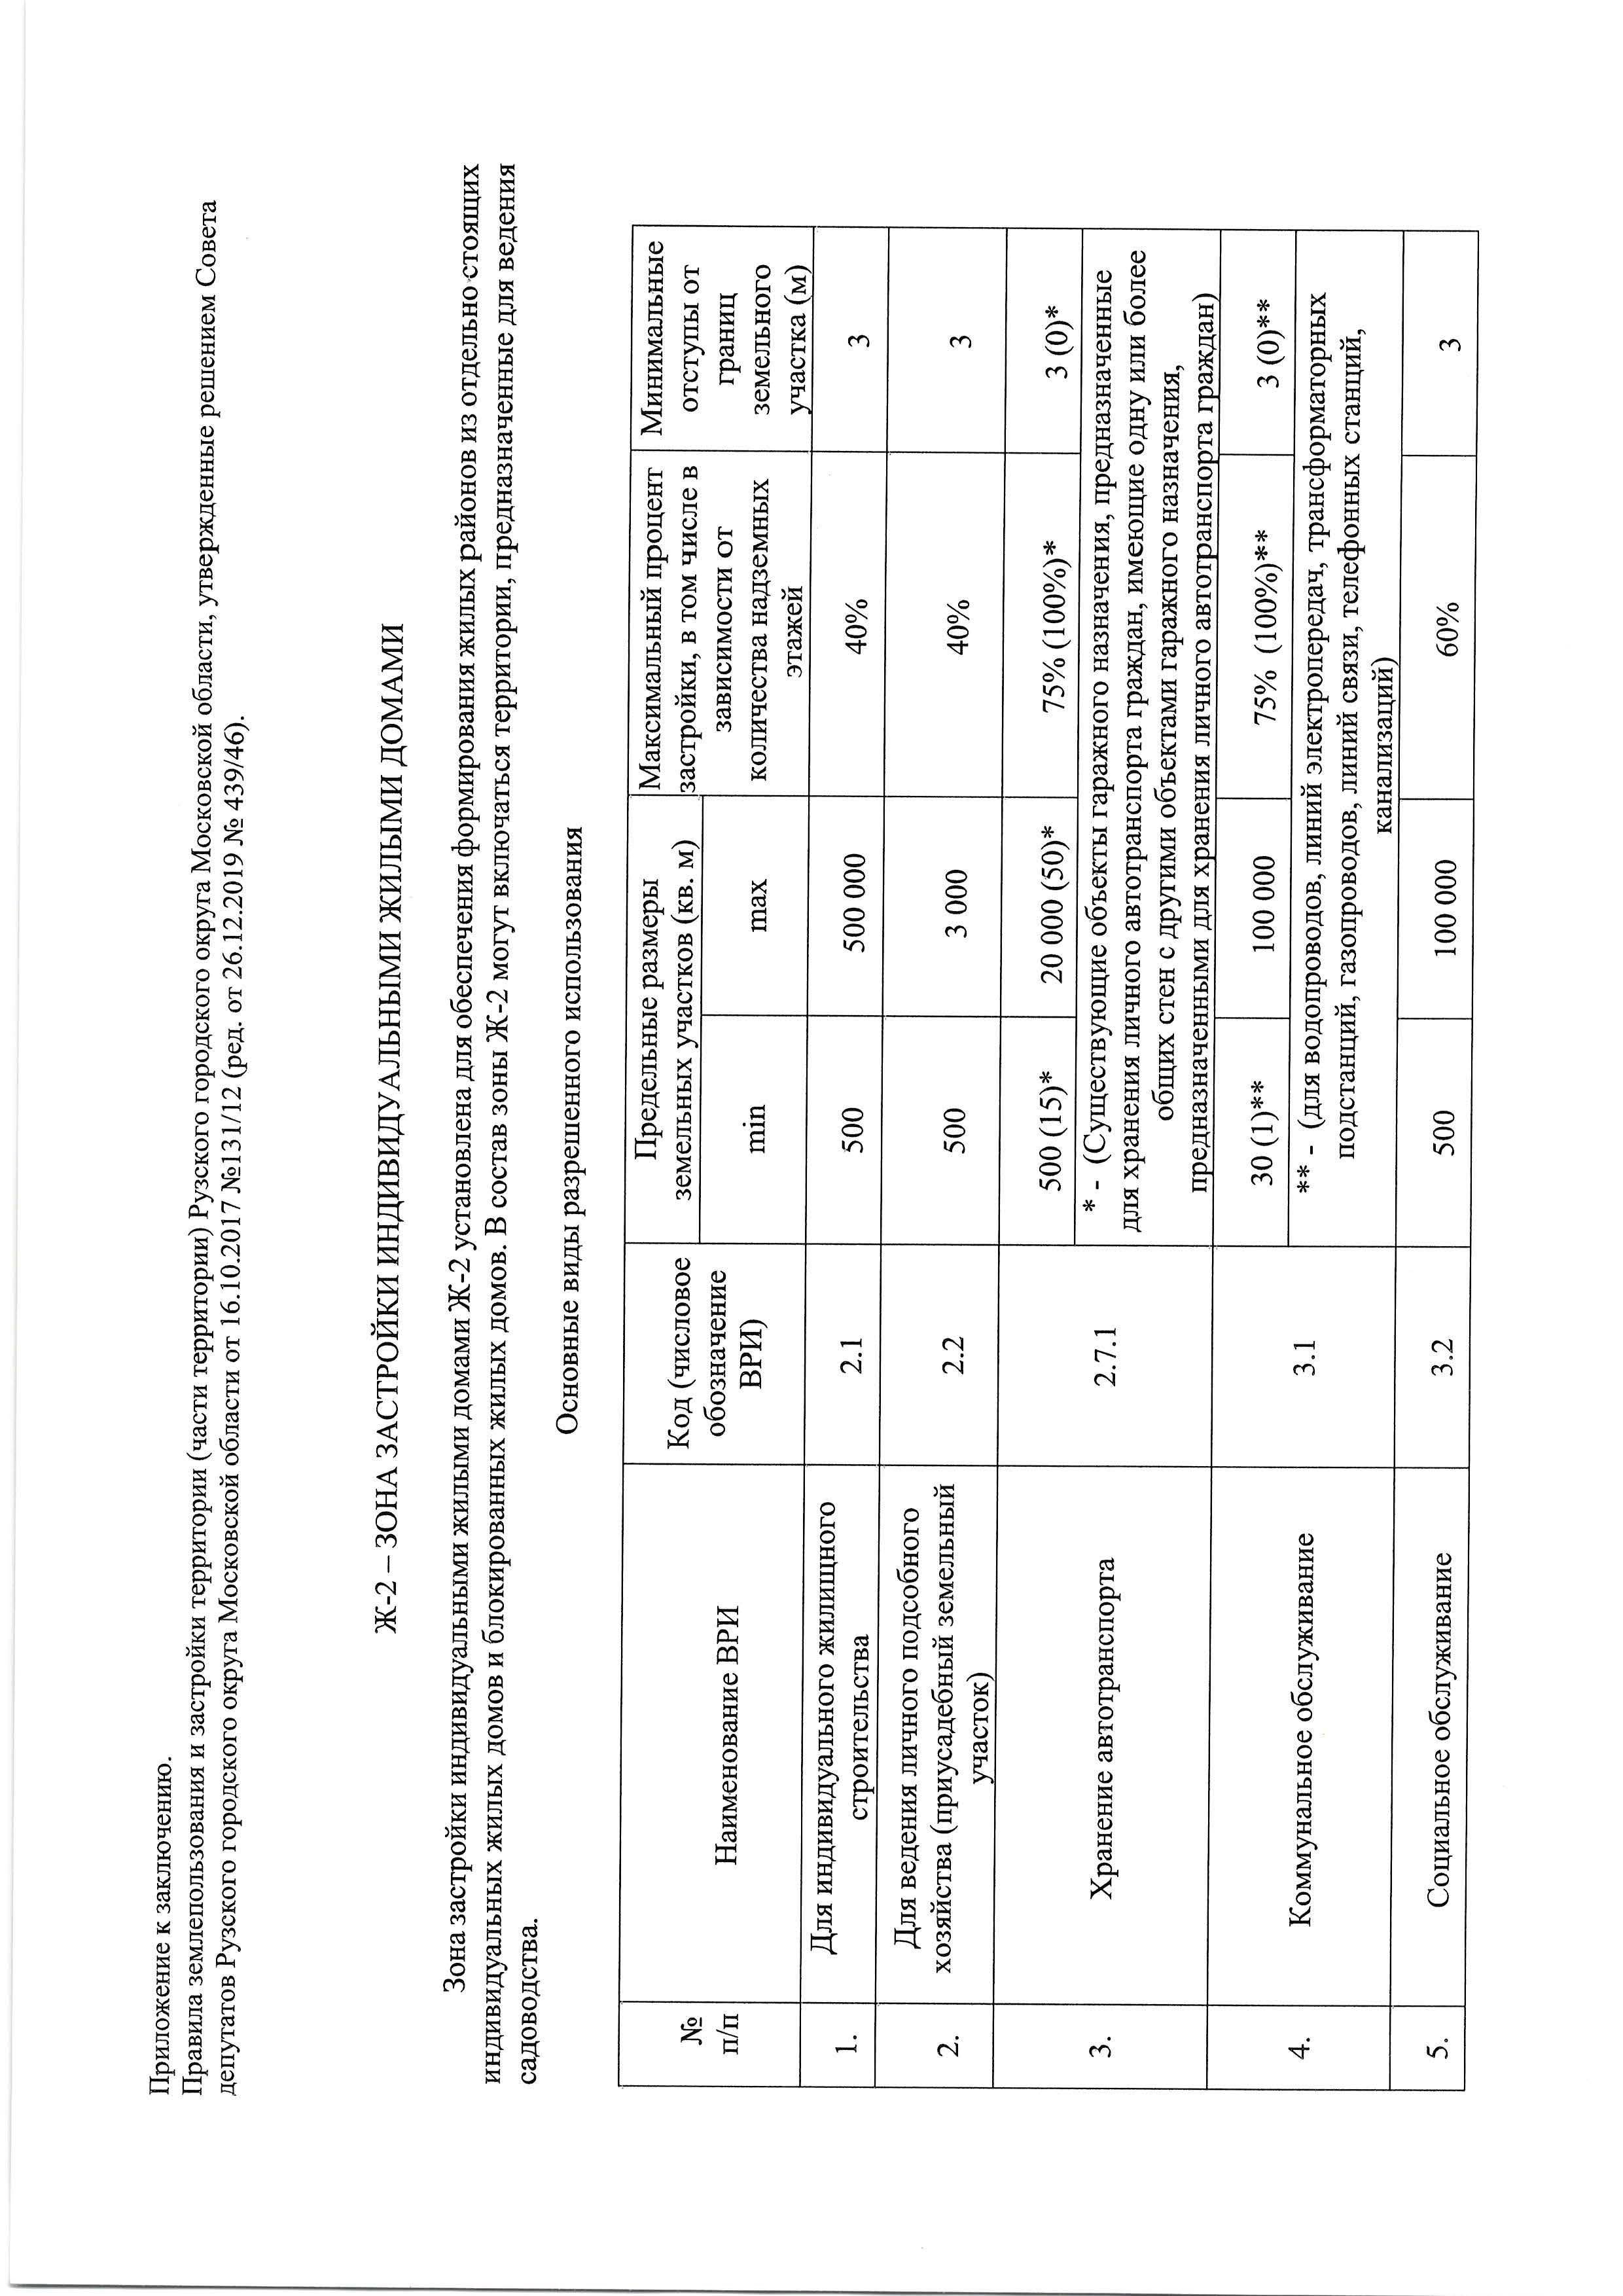 Приложение к заключению.
Правила землепользования и застройки территории (части территории) Рузского городского округа Московской области, утвержденные решением Совета
депутатов Рузского городского округа Московской области от 16.10.2017 №131/12 (ред. от 26.12.2019 № 439/46).
Ж-2 – ЗОНА ЗАСТРОЙКИ ИНДИВИДУАЛЬНЫМИ ЖИЛЫМИ ДОМАМИ
Зона застройки индивидуальными жилыми домами Ж-2 установлена для обеспечения формирования жилых районов из отдельно стоящих
индивидуальных жилых домов и блокированных жилых домов. В состав зоны Ж-2 могут включаться территории, предназначенные для ведения
садоводства.
Основные виды разрешенного использования
№
п/п
Наименование ВРИ
Код (числовое
обозначение
ВРИ)
Предельные размеры
земельных участков (кв. м)
min
max
Максимальный процент
застройки, в том числе в
зависимости от
количества надземных
этажей
Минимальные
отступы от
границ
земельного
участка (м)
1.
Для индивидуального жилищного
строительства
2.1
500
500 000
40%
3
2.
Для ведения личного подсобного
хозяйства (приусадебный земельный
участок)
2.2
500
3 000
40%
3
3.
Хранение автотранспорта
2.7.1
500 (15)*
20 000 (50)*
75% (100%)*
3 (0)*
* - (Существующие объекты гаражного назначения, предназначенные
для хранения личного автотранспорта граждан, имеющие одну или более
общих стен с другими объектами гаражного назначения,
предназначенными для хранения личного автотранспорта граждан)
4.
Коммунальное обслуживание
3.1
30 (1)**
100 000
75% (100%)**
3 (0)**
** - (для водопроводов, линий электропередач, трансформаторных
подстанций, газопроводов, линий связи, телефонных станций,
канализаций)
5.
Социальное обслуживание
3.2
500
100 000
60%
3